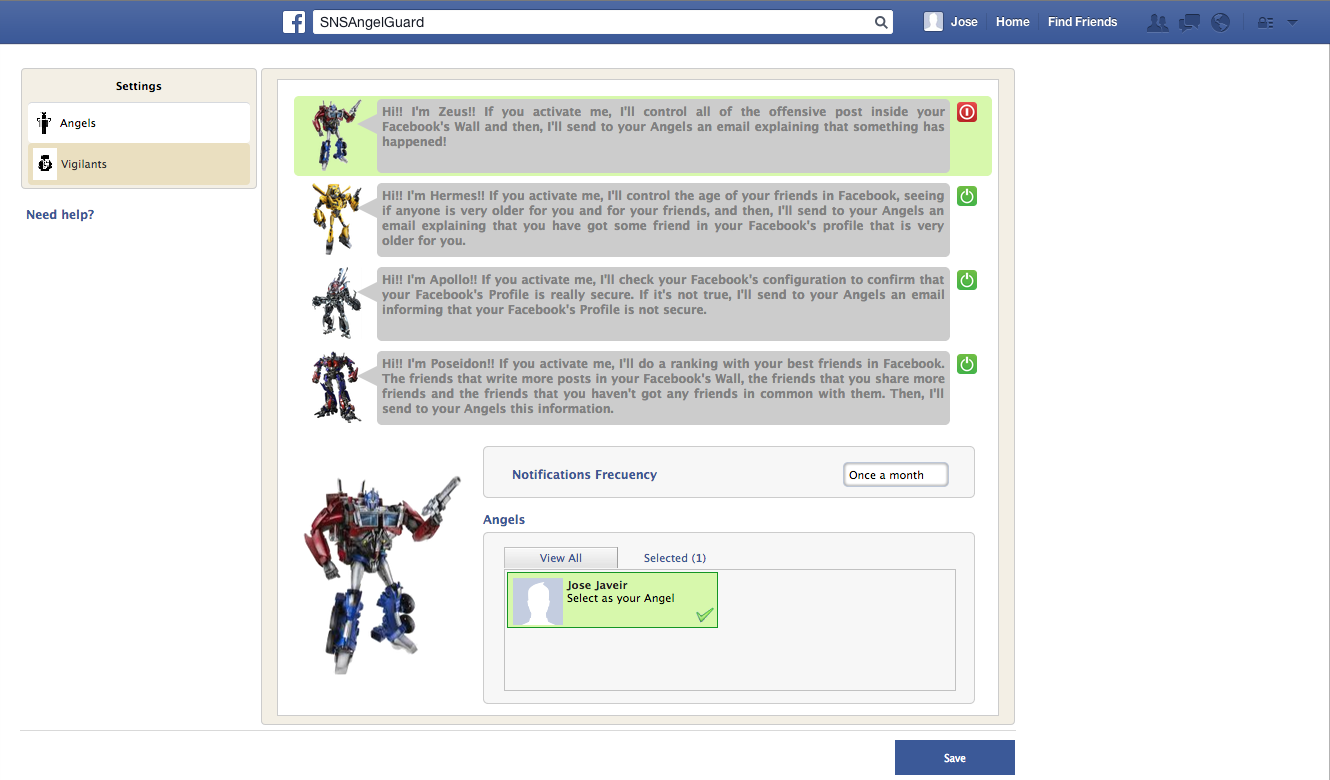 SNSAngelGuard
Jose
Home
Find Friends
Settings
Angels
Vigilants
Need help?
Hi!! I'm Zeus!! If you activate me, I'll control all of the offensive post inside your
Facebook's Wall and then, I'll send to your Angels an email explaining that something has
happened!
Hi!! I'm Hermes!! If you activate me, I'll control the age of your friends in Facebook, seeing
if anyone is very older for you and for your friends, and then, I'll send to your Angels an
email explaining that you have got some friend in your Facebook's profile that is very
older for you.
Hi!! I'm Apollo!! If you activate me, I'll check your Facebook's configuration to confirm that
your Facebook's Profile is really secure. If it's not true, I'll send to your Angels an email
informing that your Facebook's Profile is not secure.
Hi!! I'm Poseidon!! If you activate me, I'll do a ranking with your best friends in Facebook.
The friends that write more posts in your Facebook's Wall, the friends that you share more
friends and the friends that you haven't got any friends in common with them. Then, I'll
send to your Angels this information.
Notifications Frecuency
Once a month
Angels
View All
Selected (1)
Jose Javeir
Select as your Angel
Save